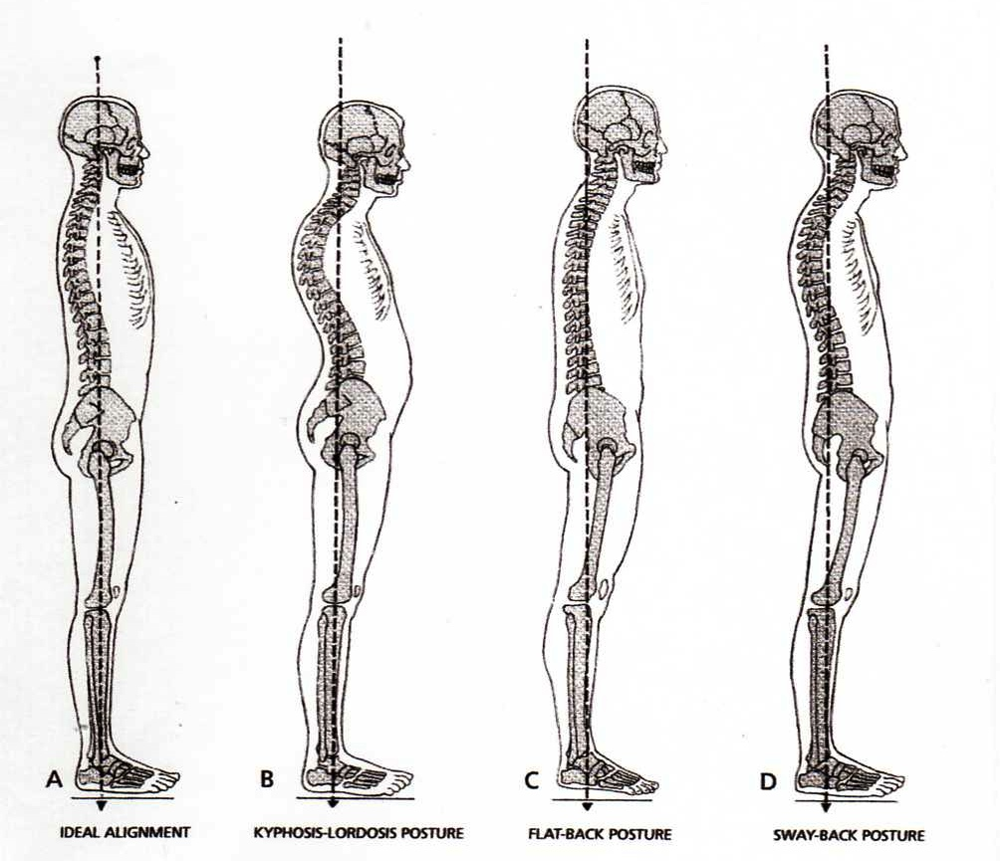 A
B
C
D
IDEAL ALIGNMENT
KYPHOSIS-LORDOSIS POSTURE
FLAT-BACK POSTURE
SWAY-BACK POSTURE